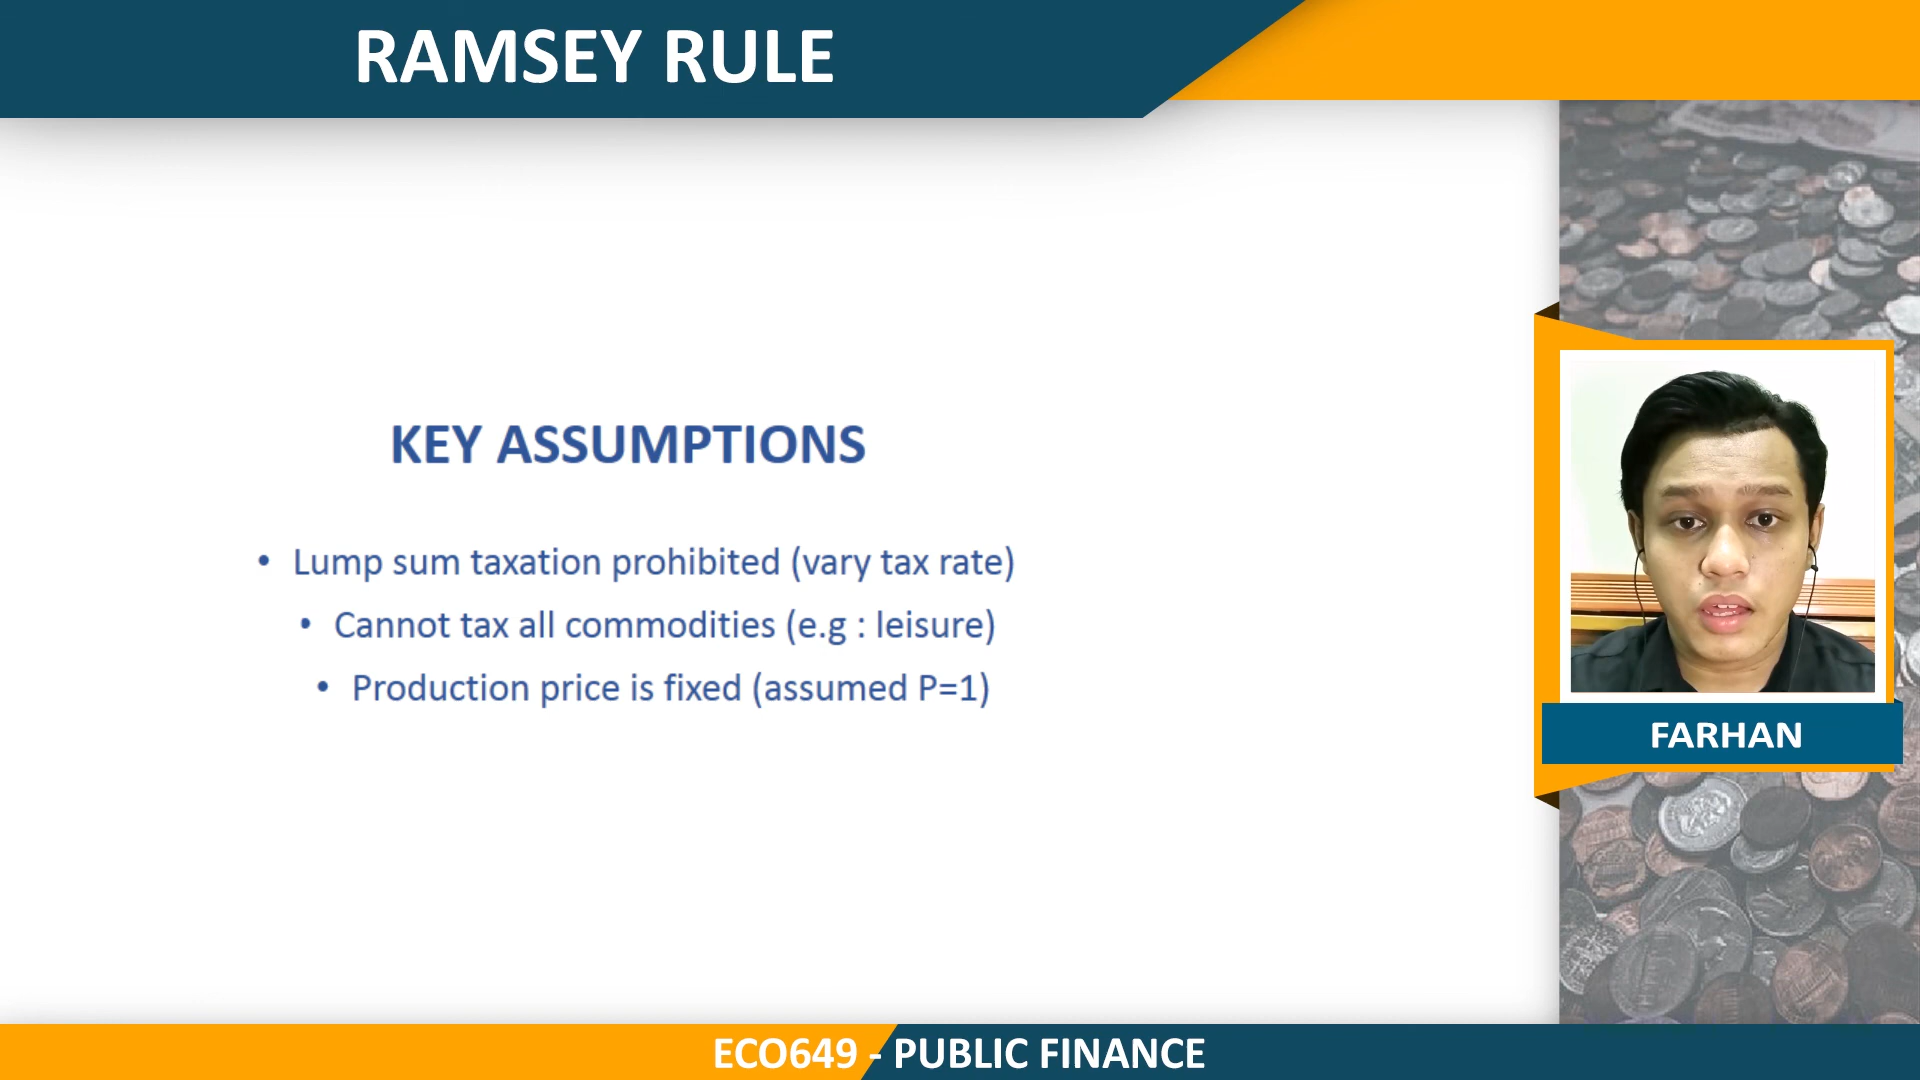 RAMSEY RULE
KEY ASSUMPTIONS
• Lump sum taxation prohibited (vary tax rate)
• Cannot tax all commodities (e.g : leisure)
• Production price is fixed (assumed P=1)
FARHAN
ECO649 - PUBLIC FINANCE